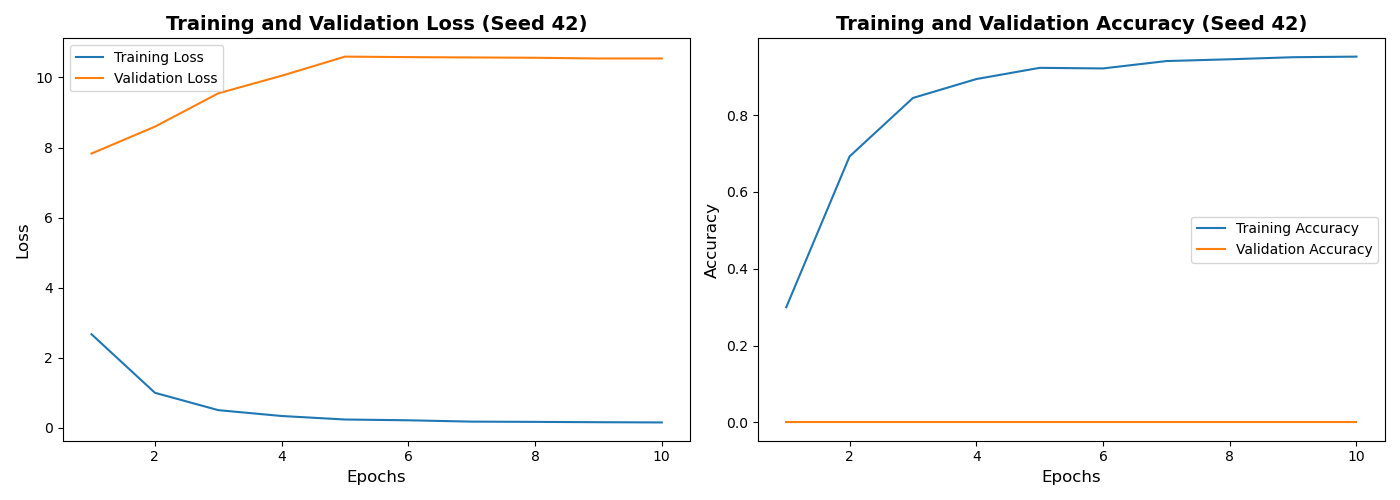 Training and Validation Loss (Seed 42)
Training Loss
Validation Loss
10
8
6
4
2
0
Loss
2
4
6
8
10
Epochs
Training and Validation Accuracy (Seed 42)
Training Accuracy
Validation Accuracy
0.8
0.6
0.4
0.2
0.0
Accuracy
2
4
6
8
10
Epochs